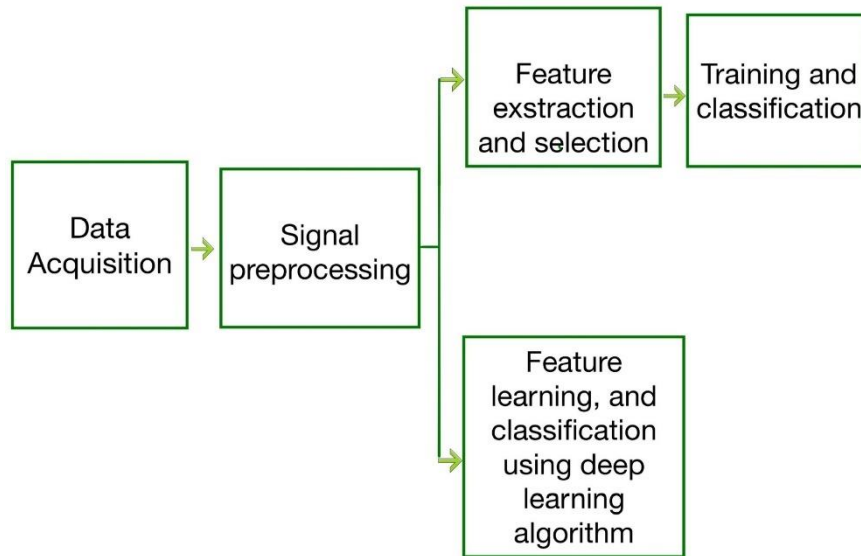 Data
Acquisition
Signal
preprocessing
Feature
exstraction
and selection
Training and
classification
Feature
learning, and
classification
using deep
learning
algorithm